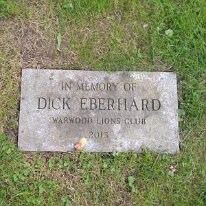 IN MEMORY OF
DICK EBERHARD
WARWOOD LIONS CLUB
2013